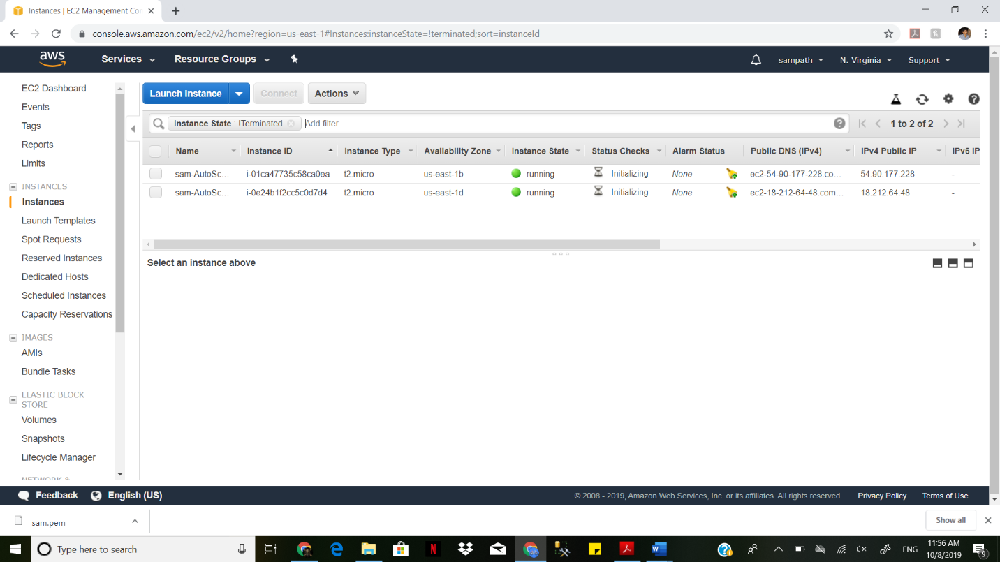 Instances | EC2 Management Con
console.aws.amazon.com/ec2/v2/home?region=us-east-1#Instances:instanceState=!terminated;sort=instanceId
aws Services Resource Groups sampath N. Virginia Support
EC2 Dashboard
Events
Tags
Reports
Limits
INSTANCES
Instances
Launch Templates
Spot Requests
Reserved Instances
Dedicated Hosts
Scheduled Instances
Capacity Reservations
IMAGES
AMIs
Bundle Tasks
ELASTIC BLOCK
STORE
Volumes
Snapshots
Lifecycle Manager
NETWORK &
Launch Instance Connect Actions
Instance State : !Terminated Add filter 1 to 2 of 2
Name Instance ID Instance Type Availability Zone Instance State Status Checks Alarm Status Public DNS (IPv4) IPv4 Public IP IPv6 IP
sam-AutoSc... i-01ca47735c58ca0ea t2.micro us-east-1b running Initializing None ec2-54-90-177-228.co... 54.90.177.228 -
sam-AutoSc... i-0e24b1f2cc5c0d7d4 t2.micro us-east-1d running Initializing None ec2-18-212-64-48.com... 18.212.64.48 -
Select an instance above
Feedback English (US) © 2008 - 2019, Amazon Web Services, Inc. or its affiliates. All rights reserved. Privacy Policy Terms of Use
sam.pem Show all
Type here to search ENG 11:56 AM
10/8/2019 9